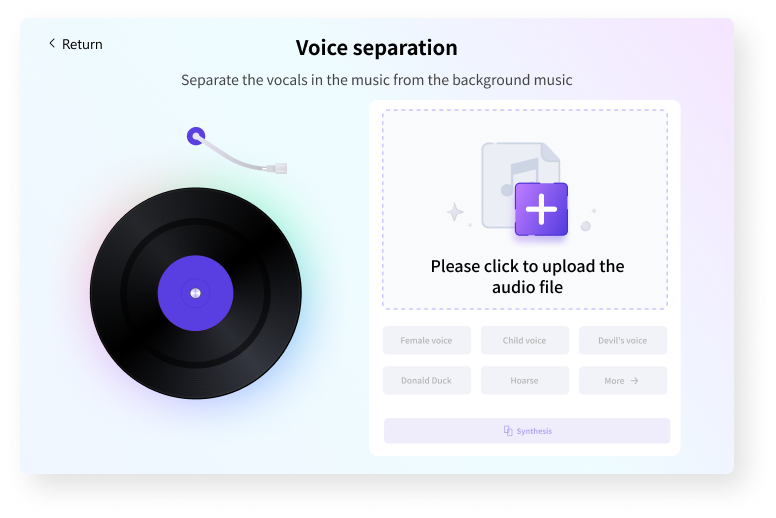 Return
Voice separation
Separate the vocals in the music from the background music
Please click to upload the
audio file
Female voice
Child voice
Devil's voice
Donald Duck
Hoarse
More →
Synthesis